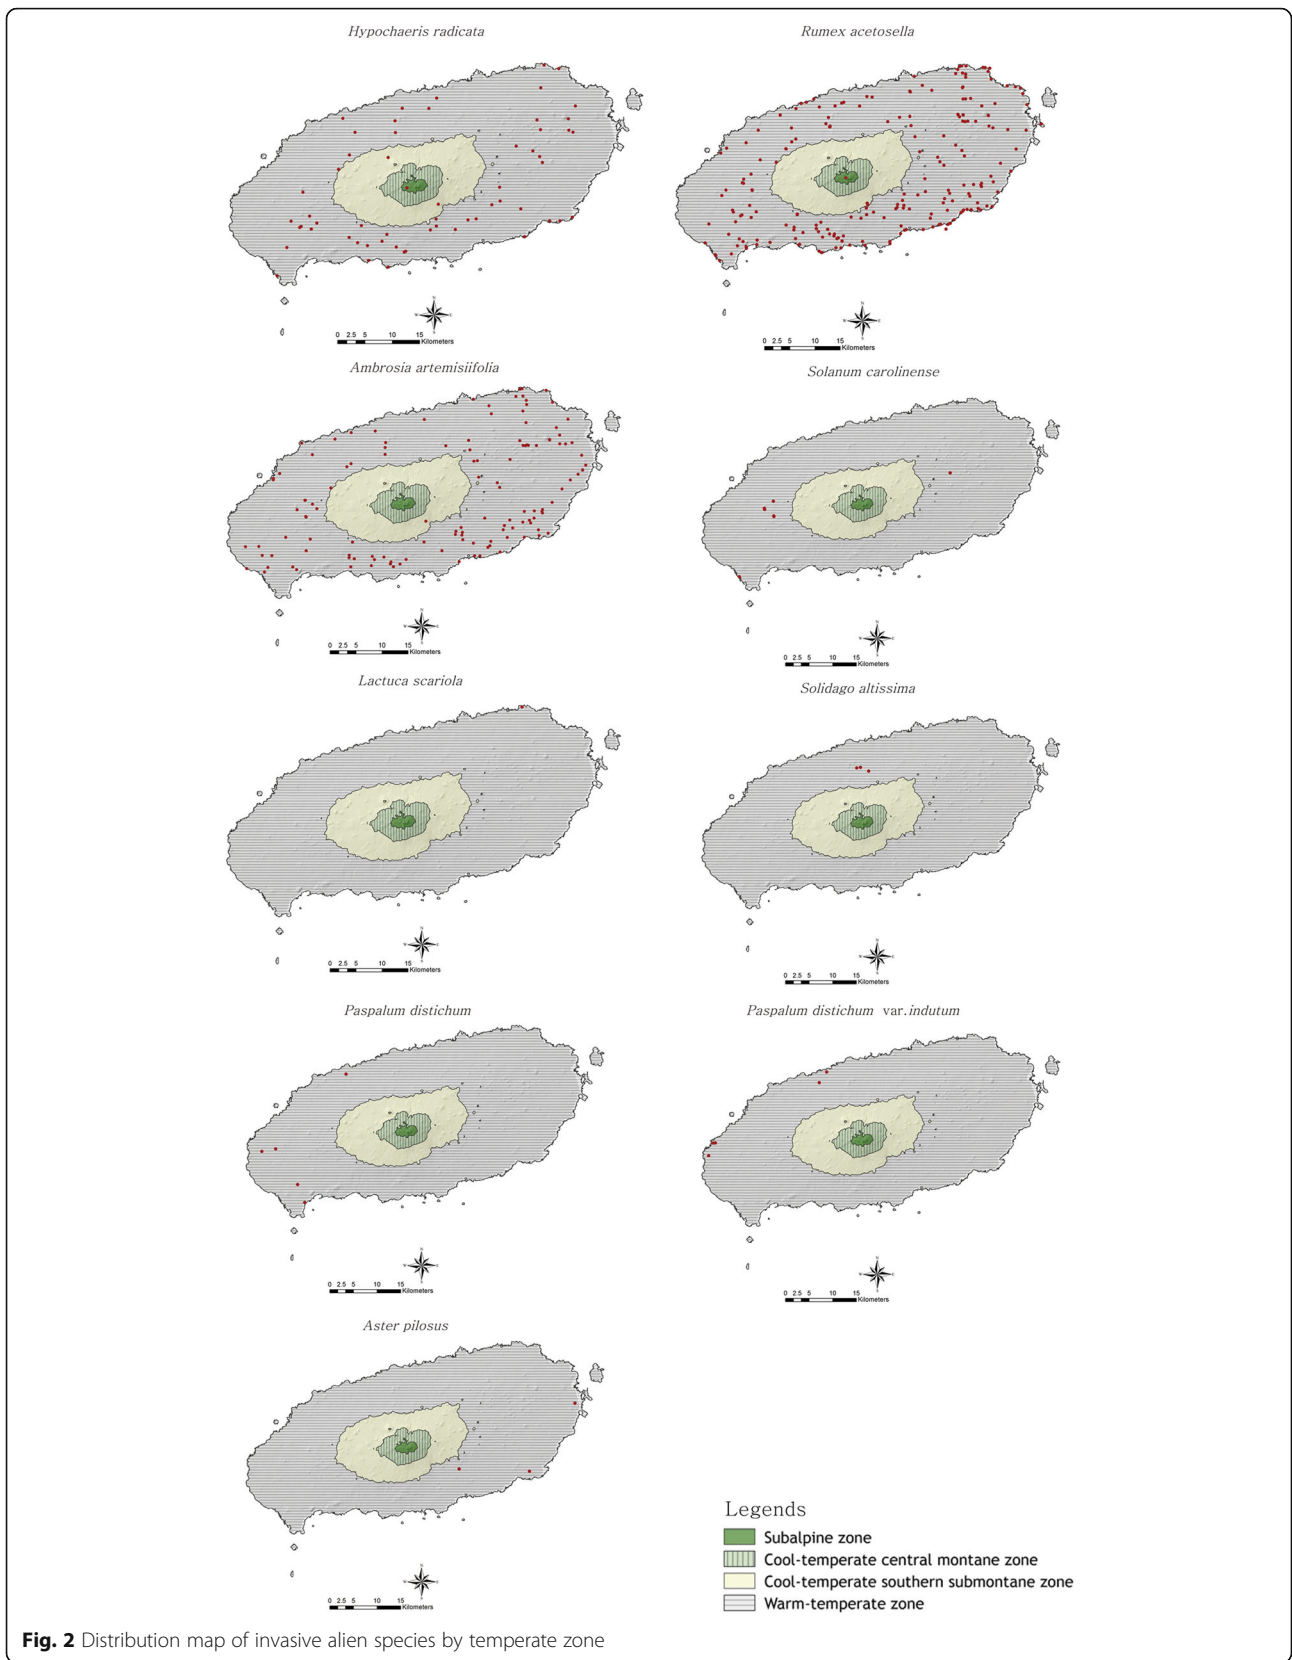 Hypochaeris radicata
Rumex acetosella
N
W E
S
0 2.5 5 10 15
Kilometers
N
W E
S
0 2.5 5 10 15
Kilometers
Ambrosia artemisiifolia
Solanum carolinense
N
W E
S
0 2.5 5 10 15
Kilometers
N
W E
S
0 2.5 5 10 15
Kilometers
Lactuca scariola
Solidago altissima
N
W E
S
0 2.5 5 10 15
Kilometers
N
W E
S
0 2.5 5 10 15
Kilometers
Paspalum distichum
Paspalum distichum var.indutum
N
W E
S
0 2.5 5 10 15
Kilometers
N
W E
S
0 2.5 5 10 15
Kilometers
Aster pilosus
N
W E
S
0 2.5 5 10 15
Kilometers
Legends
Subalpine zone
Cool-temperate central montane zone
Cool-temperate southern submontane zone
Warm-temperate zone
Fig. 2 Distribution map of invasive alien species by temperate zone